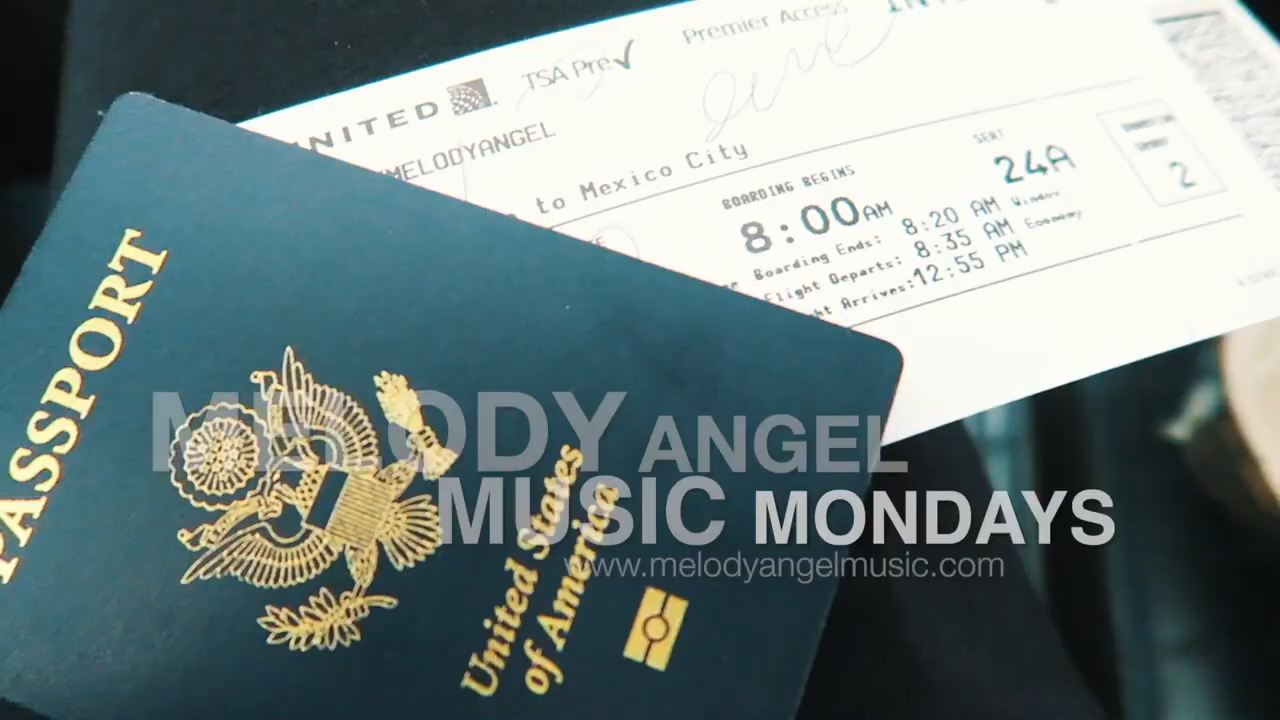 UNITED TSA Pre✓ Premier Access
MELODYANGEL
to Mexico City
BOARDING BEGINS
8:00AM
Boarding Ends: 8:20 AM
Flight Departs: 8:35 AM
Arrives:12:55 PM
SEAT
24A
Window
Economy
2
PASSPORT
United States
of America
MELODY ANGEL
MUSIC MONDAYS
www.melodyangelmusic.com